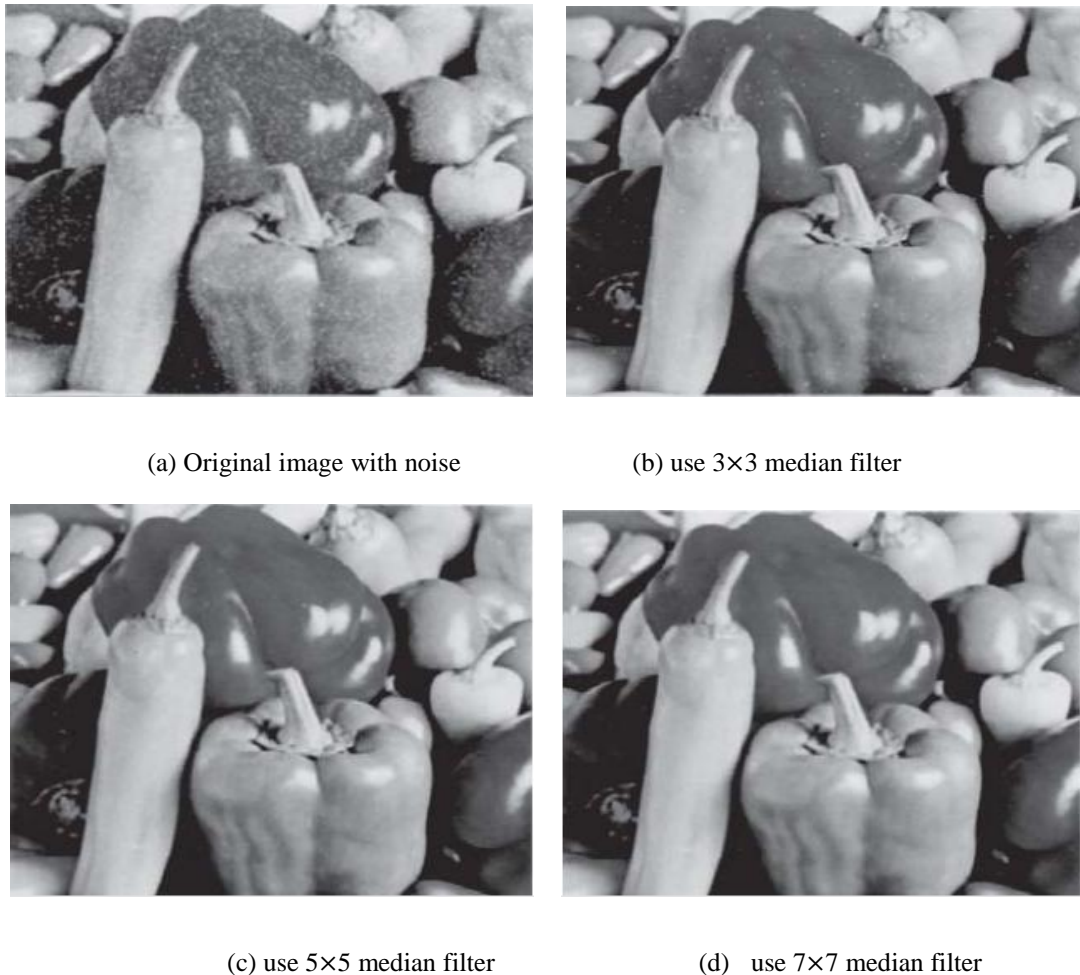 (a) Original image with noise
(b) use 3×3 median filter
(c) use 5×5 median filter
(d) use 7×7 median filter